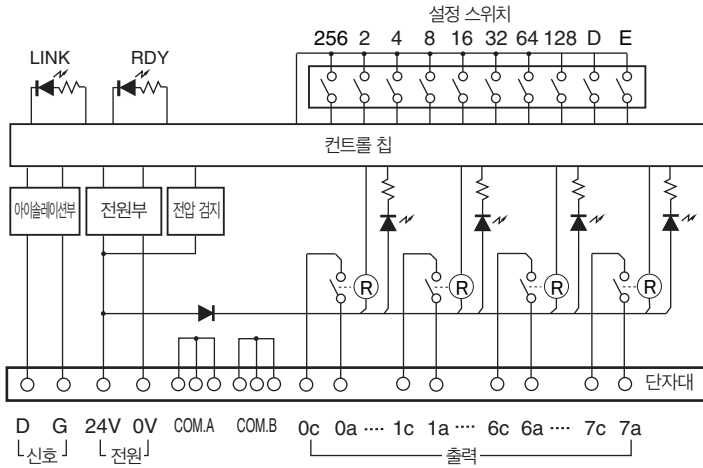 설정 스위치
256 2 4 8 16 32 64 128 D E
LINK RDY
컨트롤 칩
아이솔레이션부 전원부 전압 검지
R R R R
단자대
D G 24V 0V COM.A COM.B 0c 0a ···· 1c 1a ···· 6c 6a ···· 7c 7a
신호 전원 출력